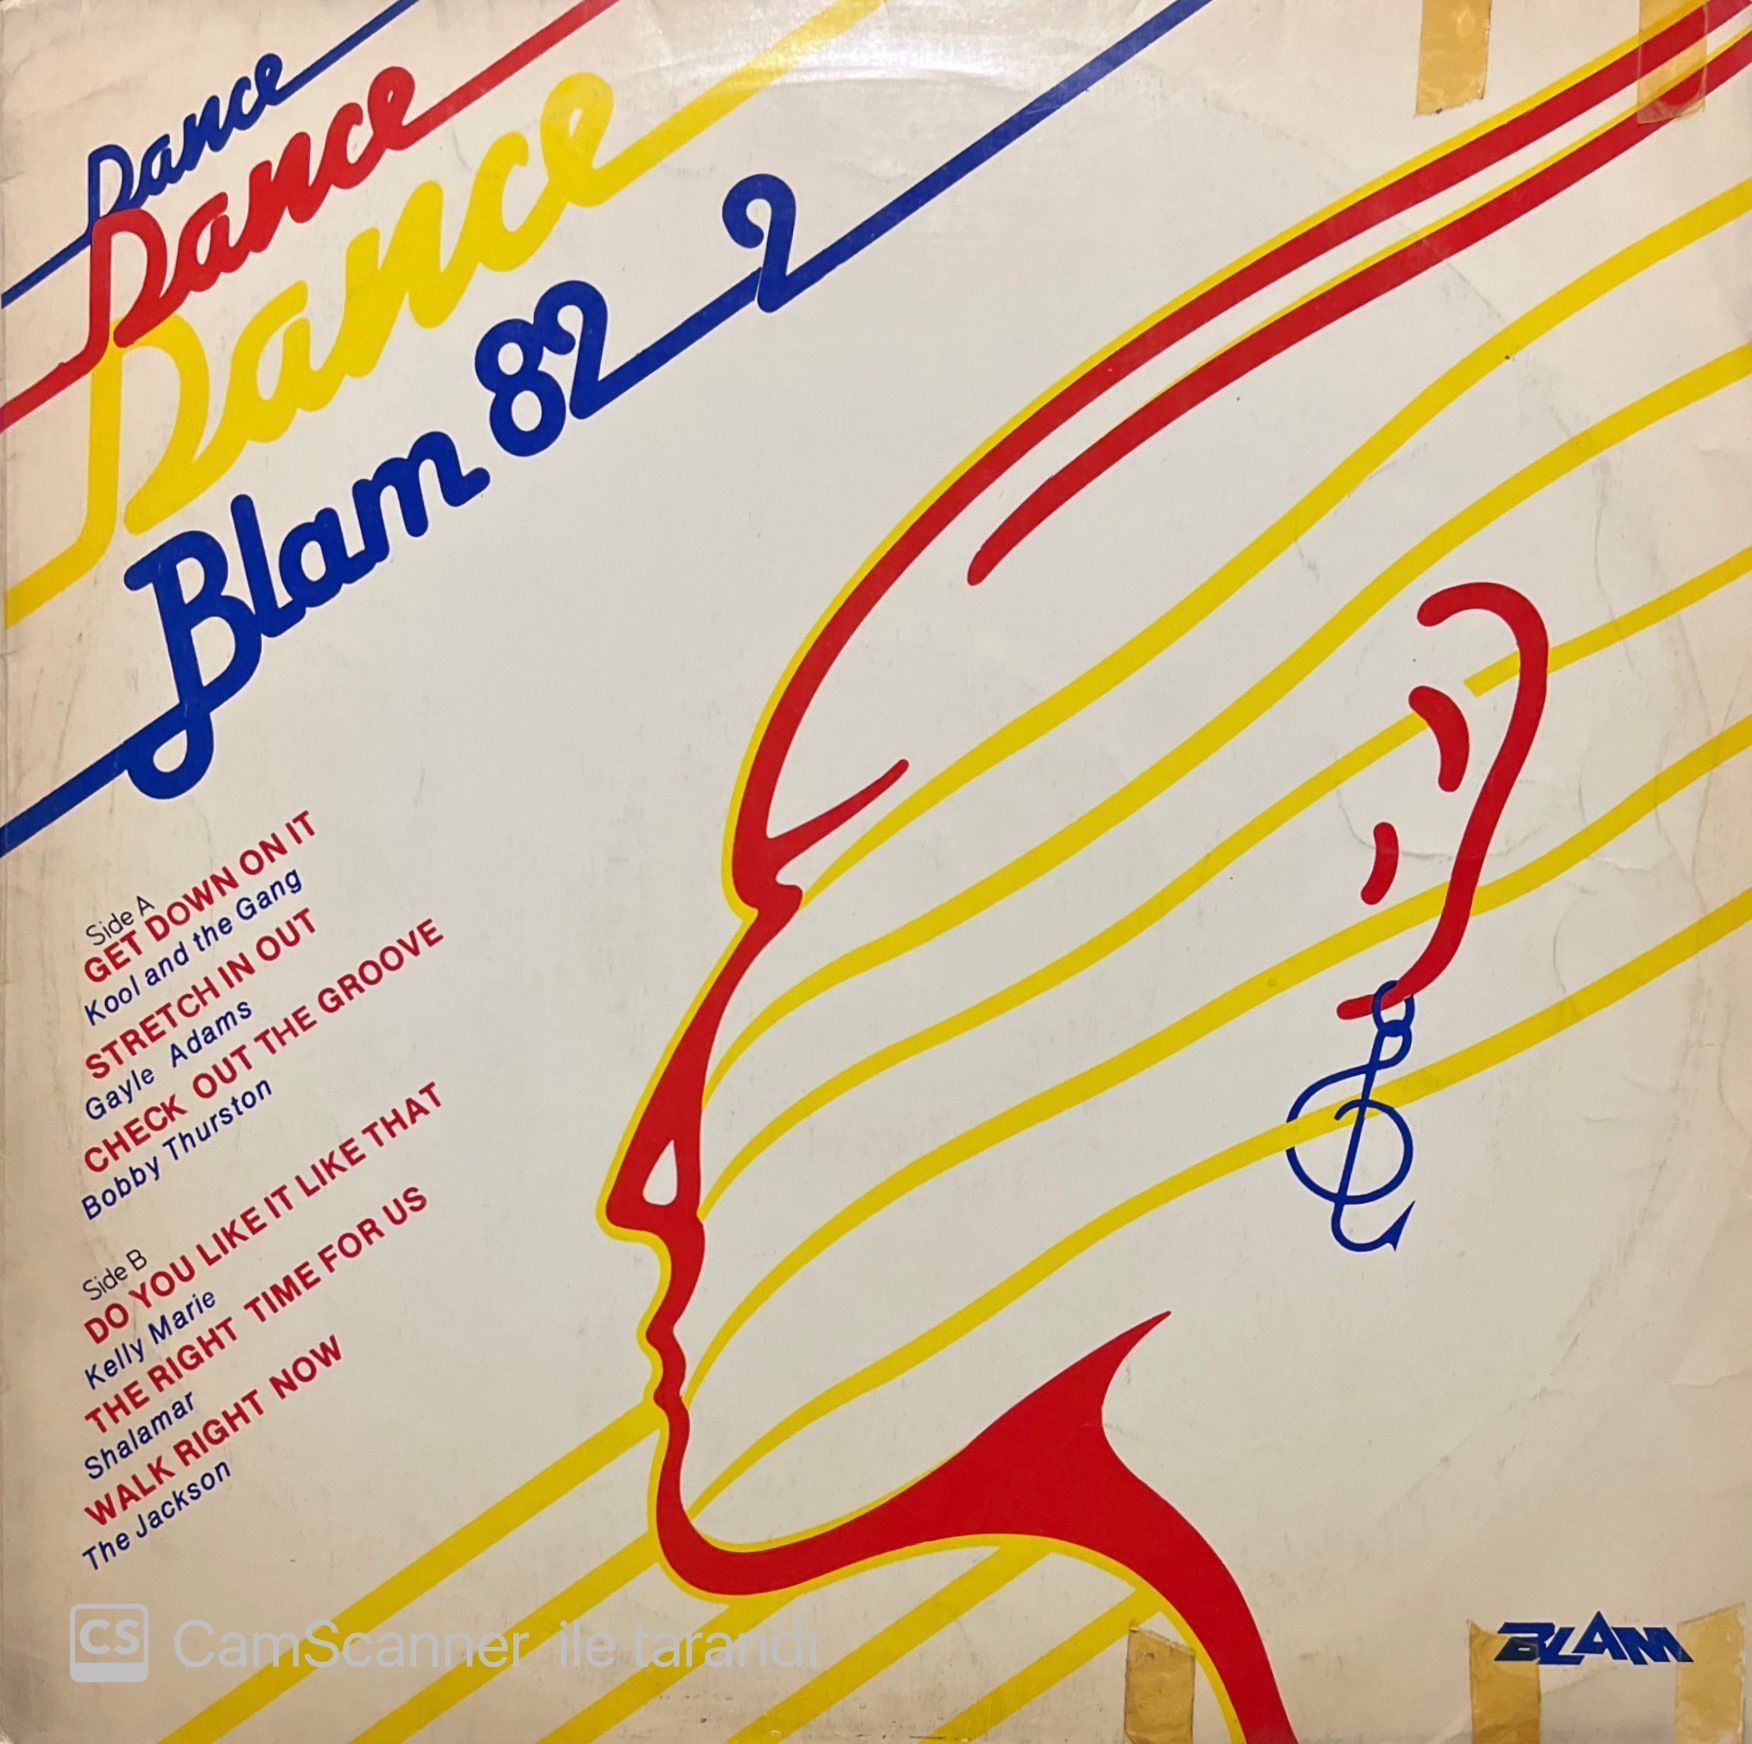 Dance
Dance
Dance
Blam 82 2
Side A
GET DOWN ON IT
Kool and the Gang
STRETCH IN OUT
Gayle Adams
CHECK OUT THE GROOVE
Bobby Thurston
Side B
DO YOU LIKE IT LIKE THAT
Kelly Marie
THE RIGHT TIME FOR US
Shalamar
WALK RIGHT NOW
The Jackson
BLAM
CS CamScanner ile tarandı